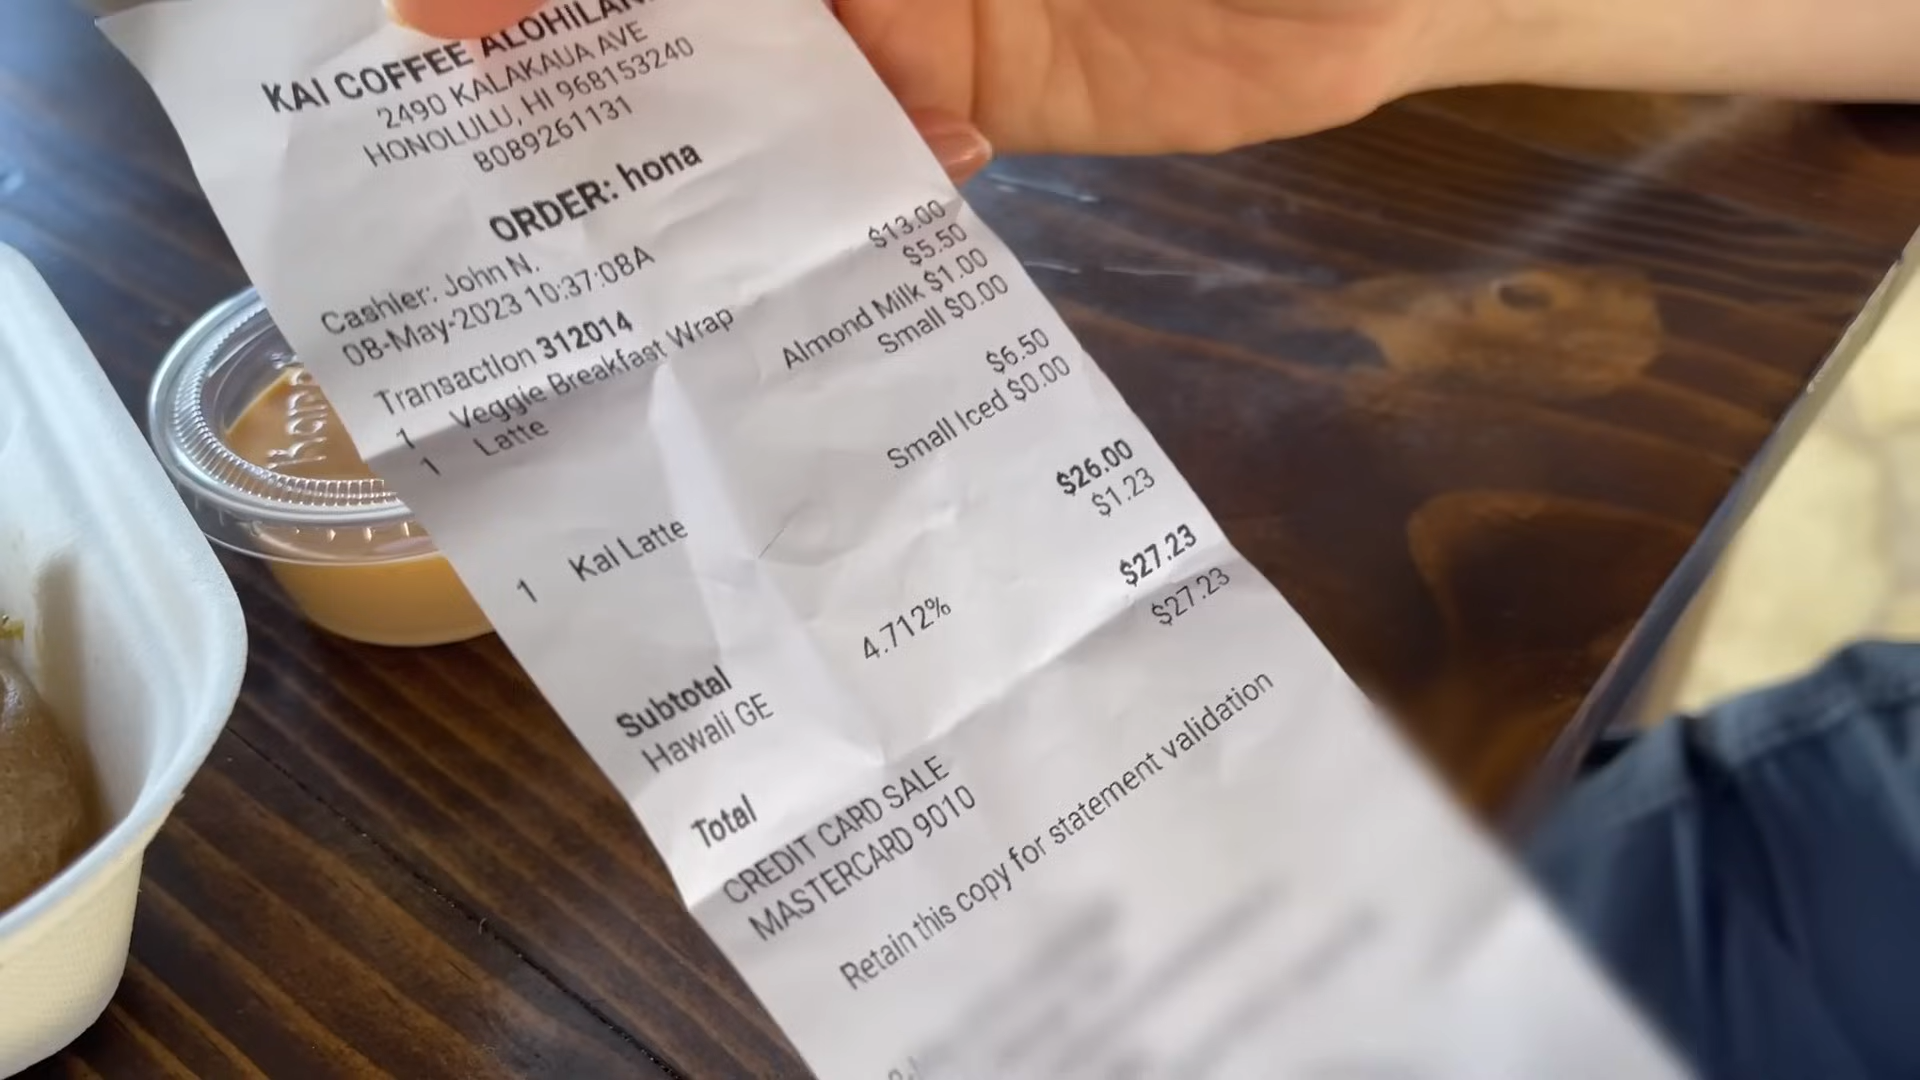 KAI COFFEE ALOHILANI
2490 KALAKAUA AVE
HONOLULU, HI 968153240
8089261131
ORDER: hona
Cashier: John N.
08-May-2023 10:37:08A
Transaction 312014
1 Veggie Breakfast Wrap $13.00
1 Latte $5.50
Almond Milk $1.00
Small $0.00
1 Kai Latte $6.50
Small Iced $0.00
Subtotal $26.00
Hawaii GE 4.712% $1.23
Total $27.23
CREDIT CARD SALE $27.23
MASTERCARD 9010
Retain this copy for statement validation